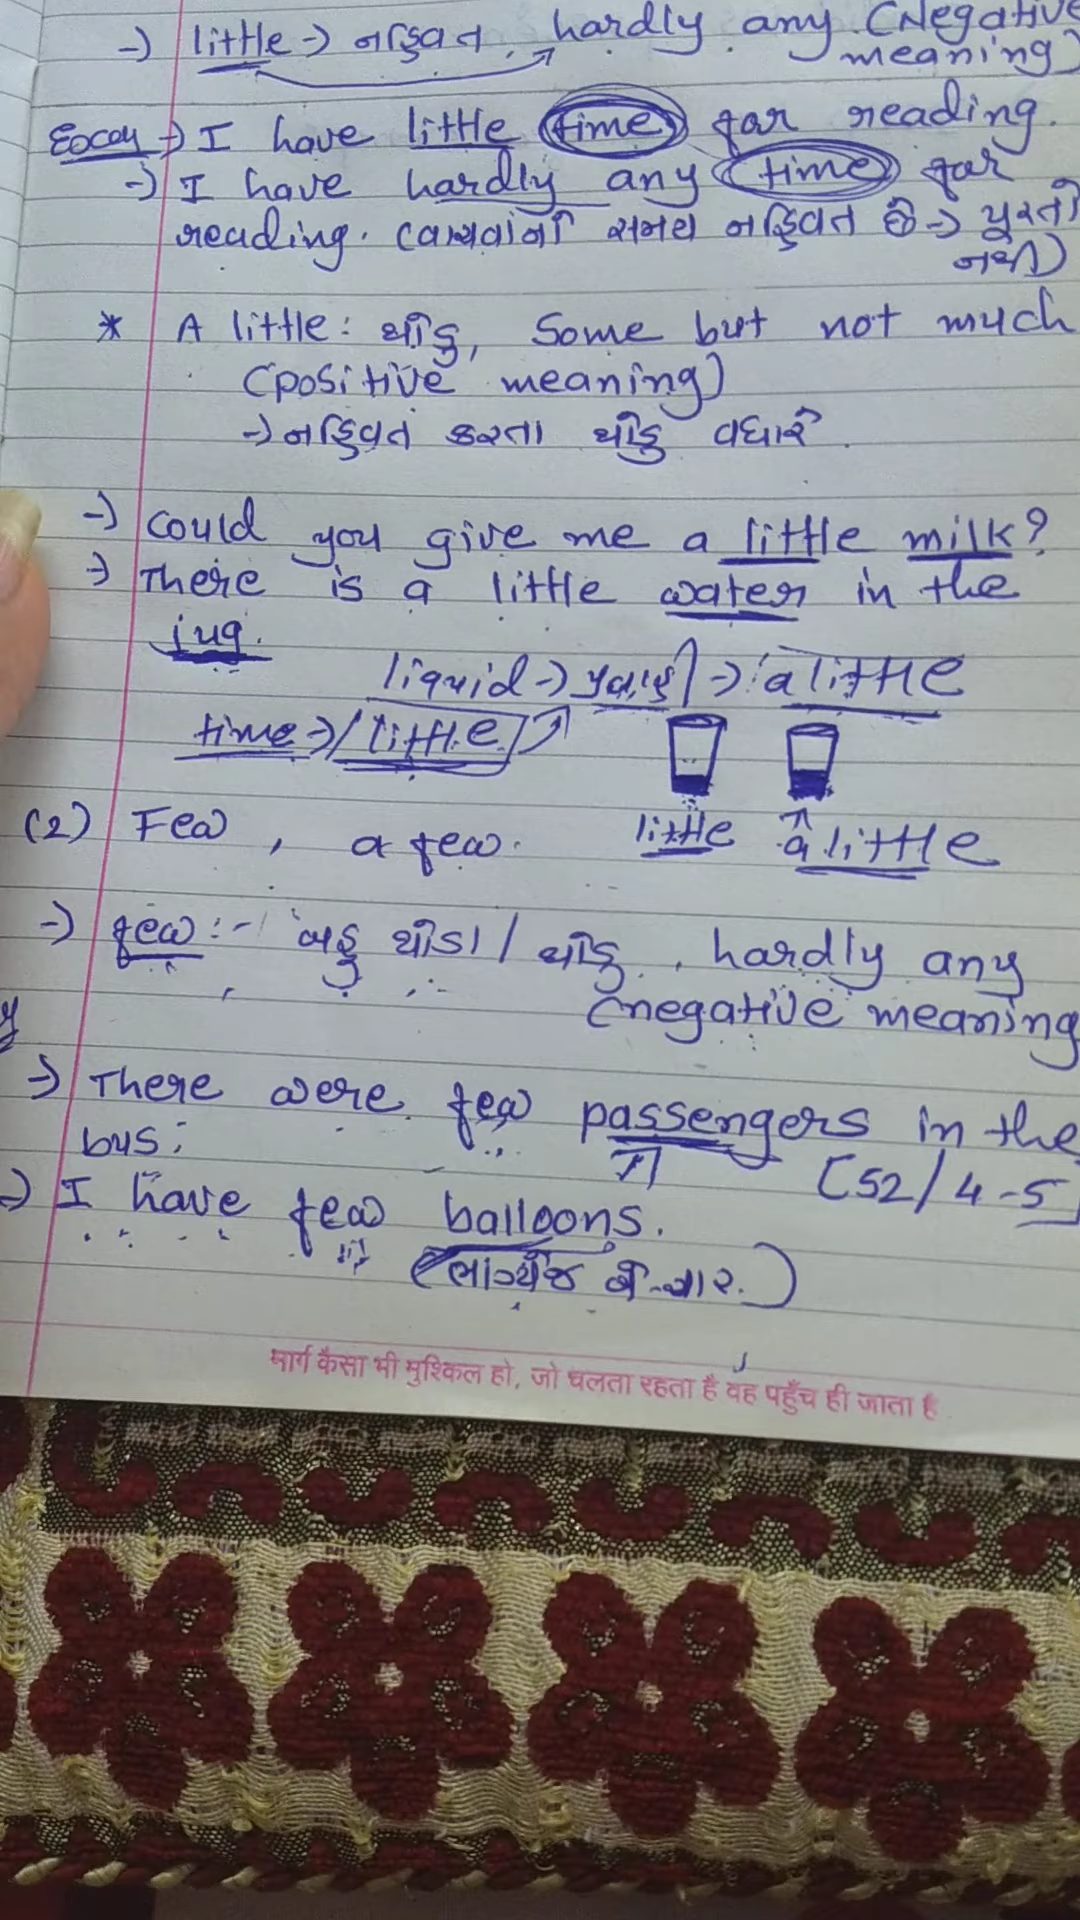 → little → નહિવત, hardly any (Negative
meaning)
→ I have little time for reading.
→ I have hardly any time for
reading. (વાચવાંનો સમય નહિવત છે → પૂરતો
નથી)
* A little: થોડુ, Some but not much
(positive meaning)
→ નહિવત કરતા થોડુ વધારે.
→ Could you give me a little milk?
→ There is a little water in the
jug.
liquid → પ્રવાહી → a little
time → little
little a little
(2) Few, a few.
→ few :- બહુ થોડા / થોડુ, hardly any
(negative meaning
→ There were few passengers in the
bus.
[52/4-5]
→ I have few balloons.
બે-ચાર.)
मार्ग कैसा भी मुश्किल हो, जो चलता रहता है वह पहुँच ही जाता है